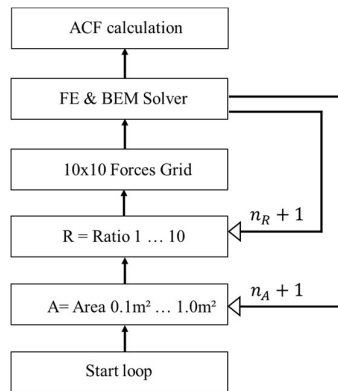 ACF calculation
FE & BEM Solver
10x10 Forces Grid
n_R + 1
R = Ratio 1 … 10
n_A + 1
A= Area 0.1m² … 1.0m²
Start loop